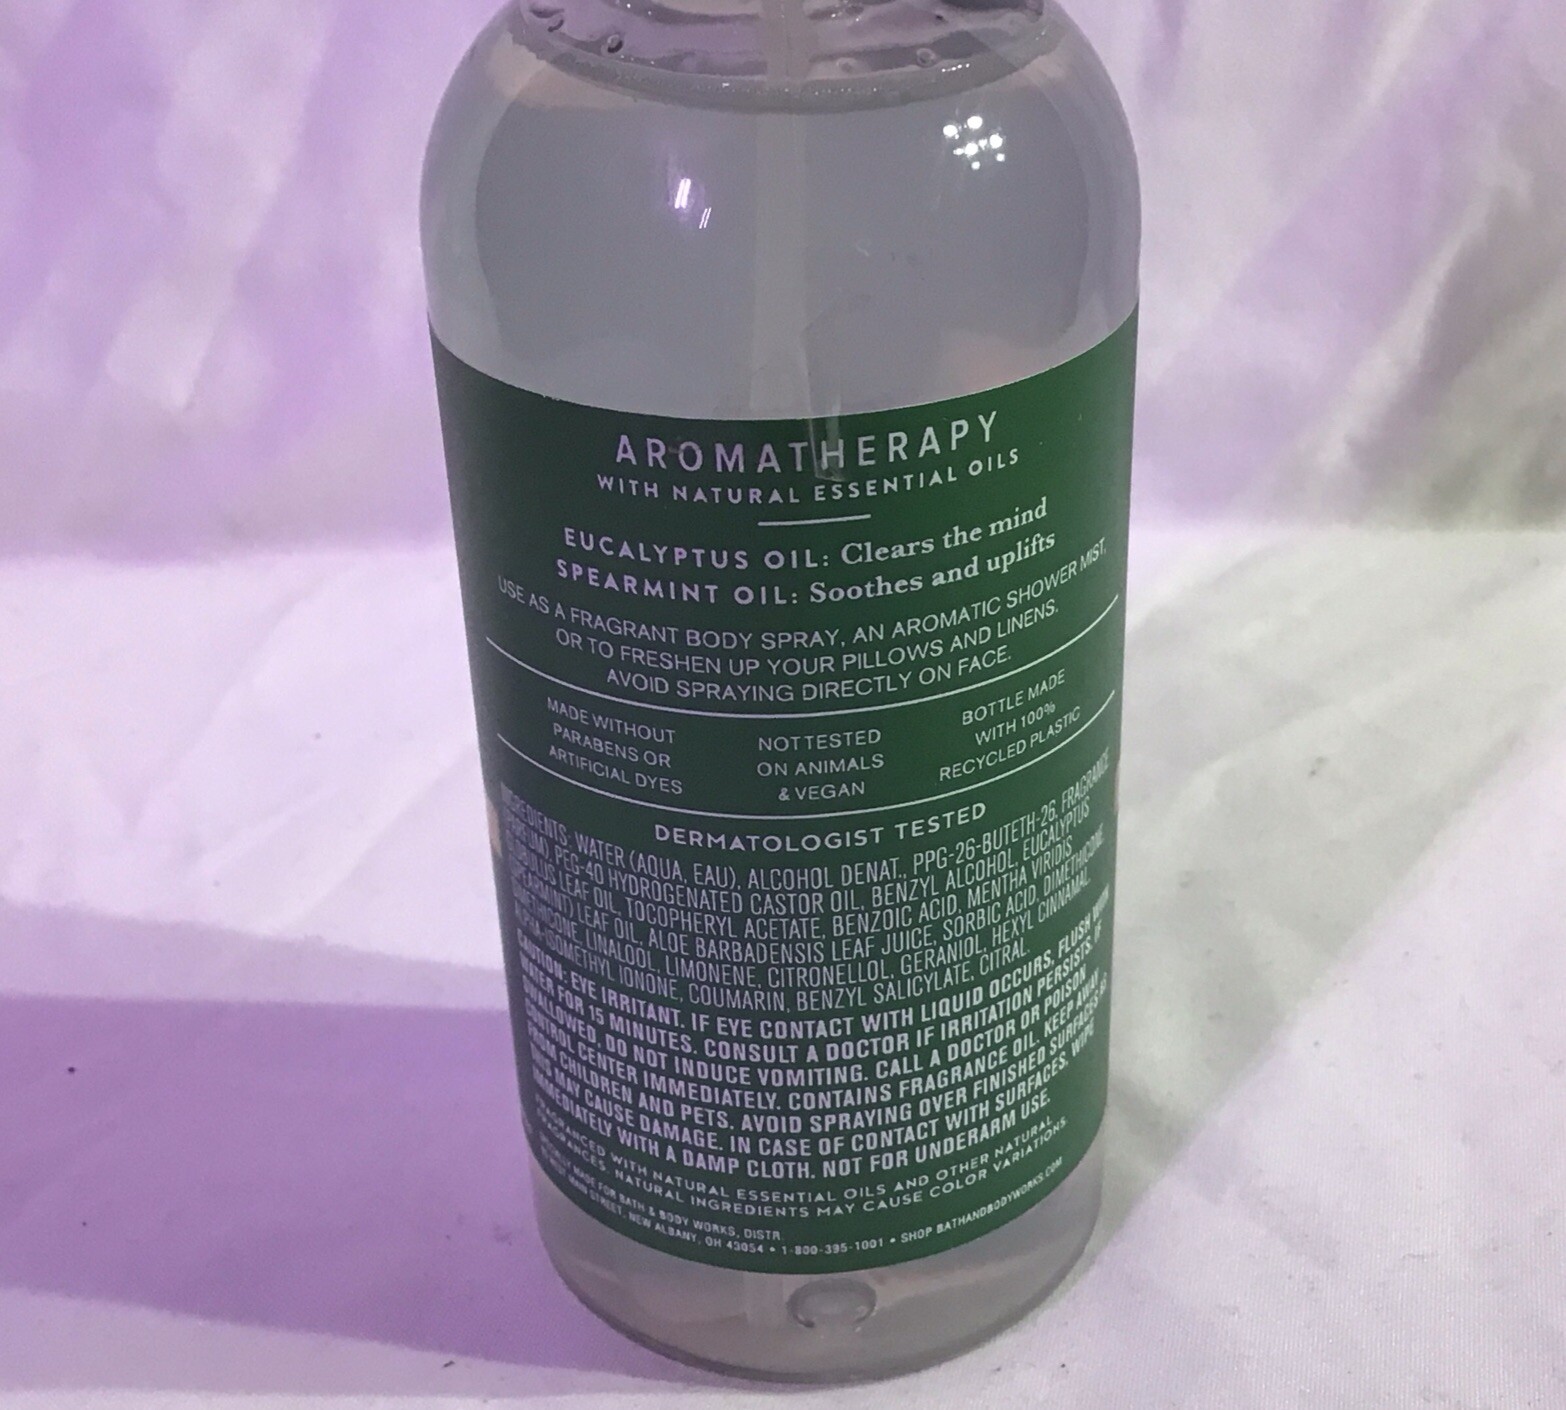 AROMATHERAPY
WITH NATURAL ESSENTIAL OILS
EUCALYPTUS OIL: Clears the mind
SPEARMINT OIL: Soothes and uplifts
USE AS A FRAGRANT BODY SPRAY, AN AROMATIC SHOWER MIST,
OR TO FRESHEN UP YOUR PILLOWS AND LINENS.
AVOID SPRAYING DIRECTLY ON FACE.
MADE WITHOUT
PARABENS OR
ARTIFICIAL DYES
NOT TESTED
ON ANIMALS
& VEGAN
BOTTLE MADE
WITH 100%
RECYCLED PLASTIC
DERMATOLOGIST TESTED
WATER (AQUA, EAU), ALCOHOL DENAT., PPG-26-BUTETH-26, FRAGRANCE
PEG-40 HYDROGENATED CASTOR OIL, BENZYL ALCOHOL, EUCALYPTUS
LEAF OIL, TOCOPHERYL ACETATE, BENZOIC ACID, MENTHA VIRIDIS
LEAF OIL, ALOE BARBADENSIS LEAF JUICE, SORBIC ACID, DIMETHICONE,
LINALOOL, LIMONENE, CITRONELLOL, GERANIOL, HEXYL CINNAMAL,
IONONE, COUMARIN, BENZYL SALICYLATE, CITRAL.
CAUTION: EYE IRRITANT. IF EYE CONTACT WITH LIQUID OCCURS, FLUSH WITH
WATER FOR 15 MINUTES. CONSULT A DOCTOR IF IRRITATION PERSISTS. IF
SWALLOWED, DO NOT INDUCE VOMITING. CALL A DOCTOR OR POISON
CONTROL CENTER IMMEDIATELY. CONTAINS FRAGRANCE OIL. KEEP AWAY
FROM CHILDREN AND PETS. AVOID SPRAYING OVER FINISHED SURFACES AS
THIS MAY CAUSE DAMAGE. IN CASE OF CONTACT WITH SURFACES, WIPE
IMMEDIATELY WITH A DAMP CLOTH. NOT FOR UNDERARM USE.
FRAGRANCED WITH NATURAL ESSENTIAL OILS AND OTHER NATURAL
FRAGRANCES. NATURAL INGREDIENTS MAY CAUSE COLOR VARIATIONS.
MADE FOR BATH & BODY WORKS, DISTR.
STREET, NEW ALBANY, OH 43054 • 1-800-395-1001 • SHOP BATHANDBODYWORKS.COM